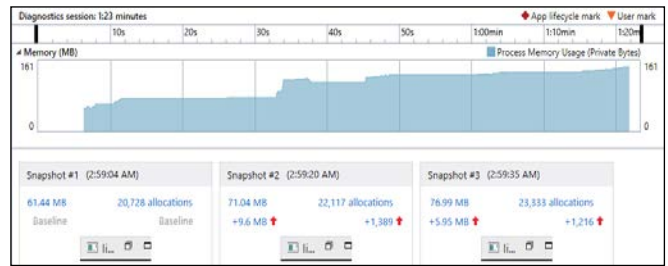 Diagnostics session: 1:23 minutes App lifecycle mark User mark
10s 20s 30s 40s 50s 1:00min 1:10min 1:20m
Memory (MB) Process Memory Usage (Private Bytes)
161 161
0 0
Snapshot #1 (2:59:04 AM) Snapshot #2 (2:59:20 AM) Snapshot #3 (2:59:35 AM)
61.44 MB 20,728 allocations 71.04 MB 22,117 allocations 76.99 MB 23,333 allocations
Baseline Baseline +9.6 MB +1,389 +5.95 MB +1,216
li... li... li...